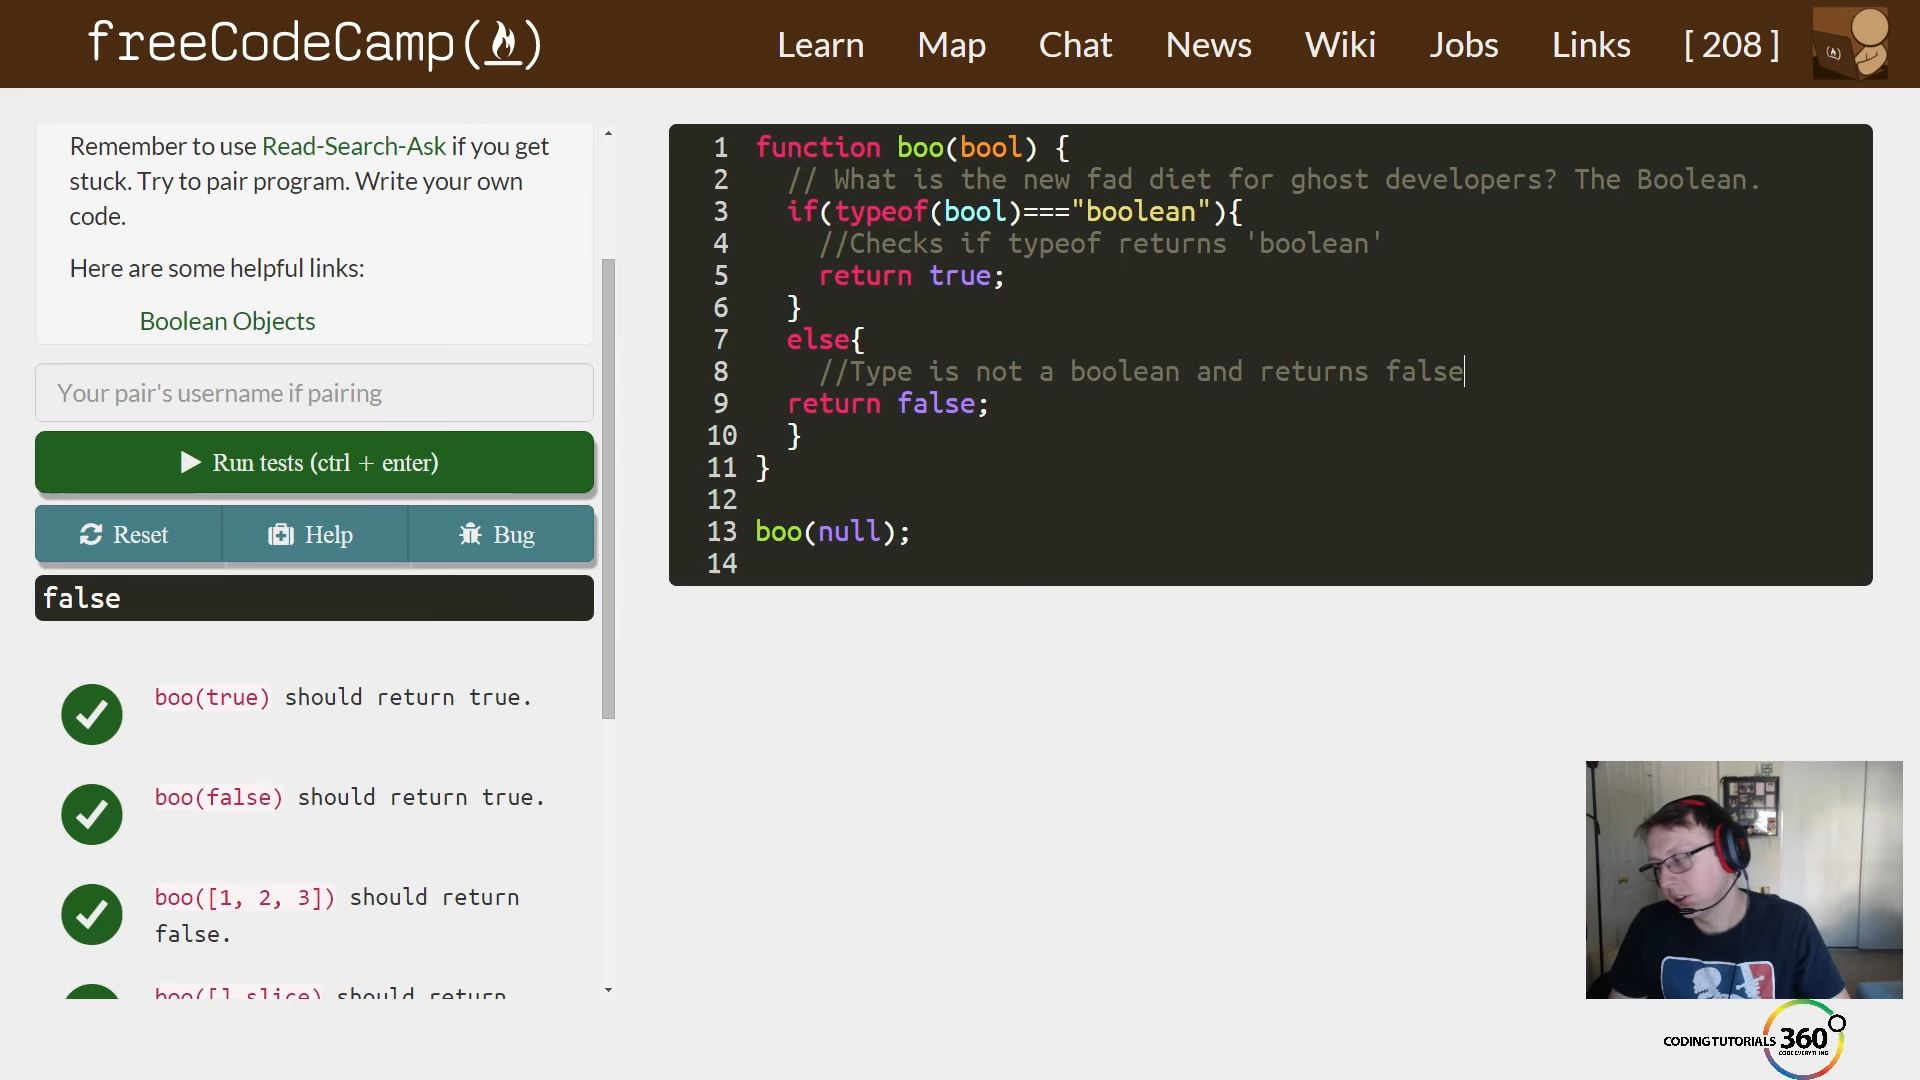 freeCodeCamp(🔥)
Learn Map Chat News Wiki Jobs Links [ 208 ]
Remember to use Read-Search-Ask if you get
stuck. Try to pair program. Write your own
code.
Here are some helpful links:
Boolean Objects
Your pair's username if pairing
Run tests (ctrl + enter)
Reset Help Bug
false
boo(true) should return true.
boo(false) should return true.
boo([1, 2, 3]) should return
false.
boo([].slice) should return
1 function boo(bool) {
2 // What is the new fad diet for ghost developers? The Boolean.
3 if(typeof(bool)==="boolean"){
4 //Checks if typeof returns 'boolean'
5 return true;
6 }
7 else{
8 //Type is not a boolean and returns false
9 return false;
10 }
11 }
12
13 boo(null);
14
CODING TUTORIALS 360
CODE EVERYTHING